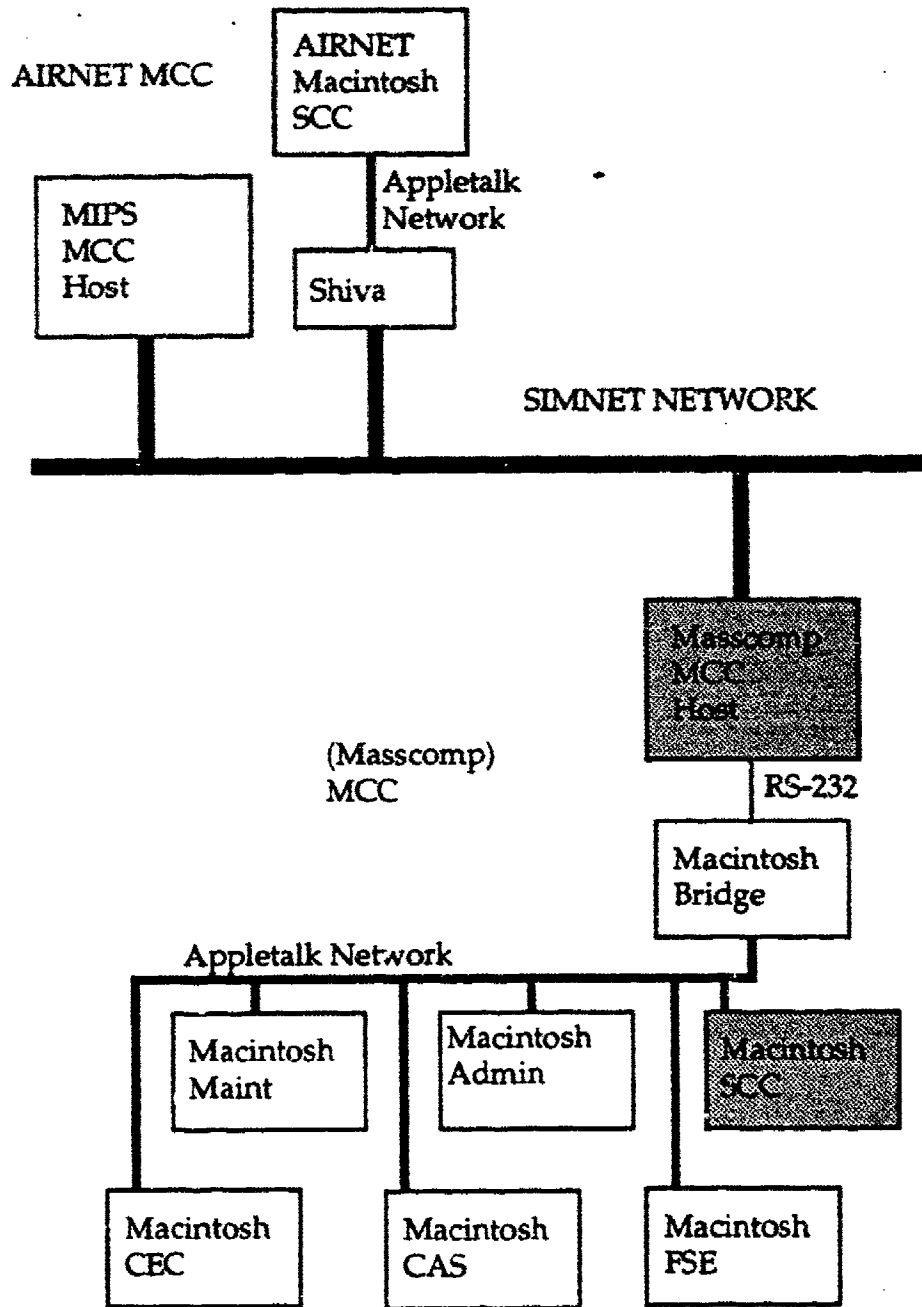 AIRNET MCC
AIRNET
Macintosh
SCC
Appletalk
Network
MIPS
MCC
Host
Shiva
SIMNET NETWORK
Masscomp
MCC
Host
(Masscomp)
MCC
RS-232
Macintosh
Bridge
Appletalk Network
Macintosh
Maint
Macintosh
Admin
Macintosh
SCC
Macintosh
CEC
Macintosh
CAS
Macintosh
FSE